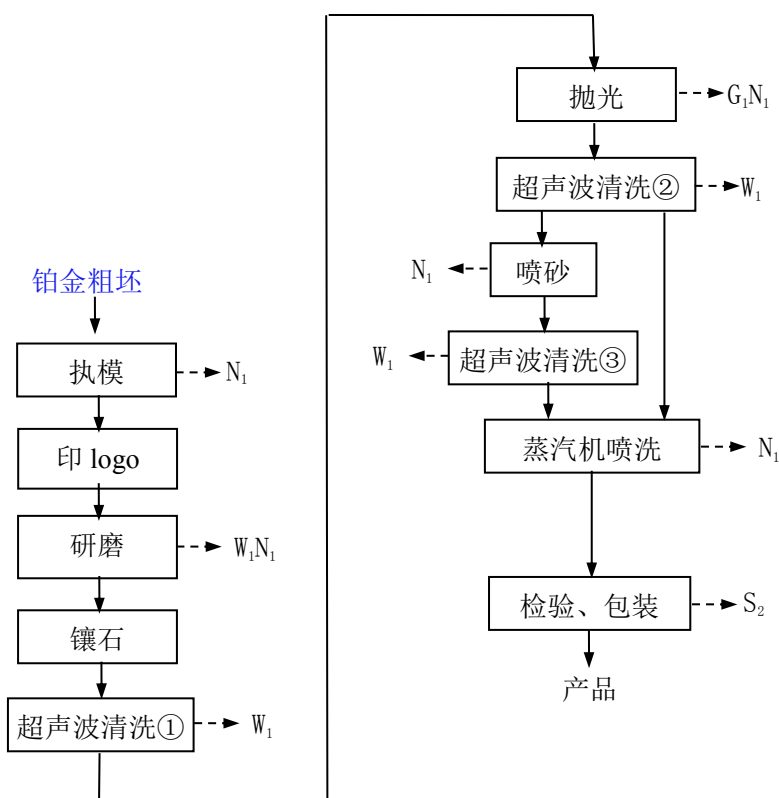 铂金粗坯
执模
N₁
印 logo
研磨
W₁N₁
镶石
超声波清洗①
W₁
抛光
G₁N₁
超声波清洗②
W₁
N₁
喷砂
W₁
超声波清洗③
蒸汽机喷洗
N₁
检验、包装
S₂
产品